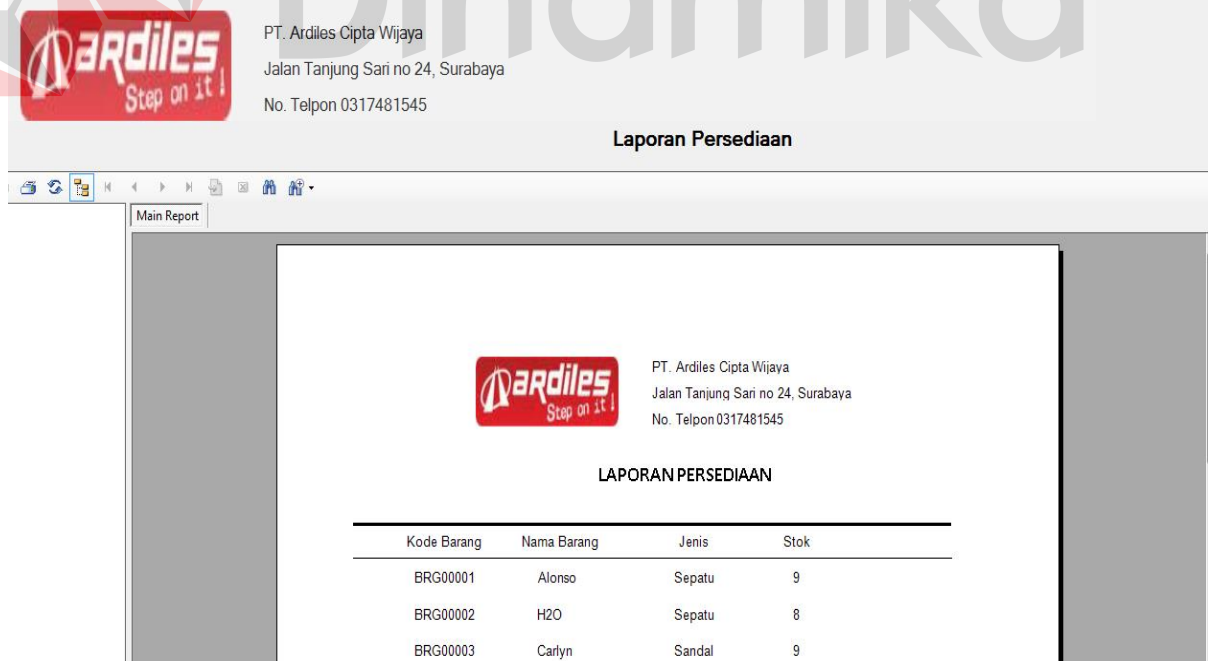 Dinamika
ardiles
Step on it !
PT. Ardiles Cipta Wijaya
Jalan Tanjung Sari no 24, Surabaya
No. Telpon 0317481545
Laporan Persediaan
Main Report
ardiles
Step on it !
PT. Ardiles Cipta Wijaya
Jalan Tanjung Sari no 24, Surabaya
No. Telpon 0317481545
LAPORAN PERSEDIAAN
Kode Barang Nama Barang Jenis Stok
BRG00001 Alonso Sepatu 9
BRG00002 H2O Sepatu 8
BRG00003 Carlyn Sandal 9